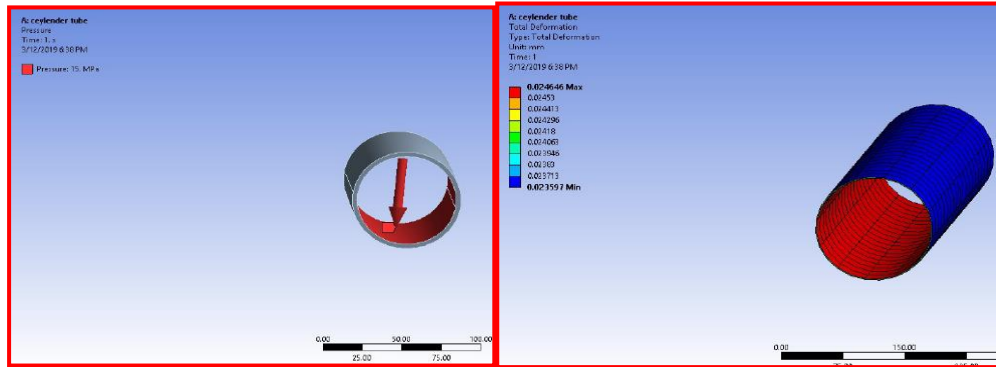 A: ceylender tube
Pressure
Time: 1. s
3/12/2019 6:38 PM
Pressure: 15. MPa
0.00
50.00
100.00
25.00
75.00
A: ceylender tube
Total Deformation
Type: Total Deformation
Unit: mm
Time: 1
3/12/2019 6:38 PM
0.024646 Max
0.02453
0.024413
0.024296
0.02418
0.024063
0.023946
0.02383
0.023713
0.023597 Min
0.00
150.00